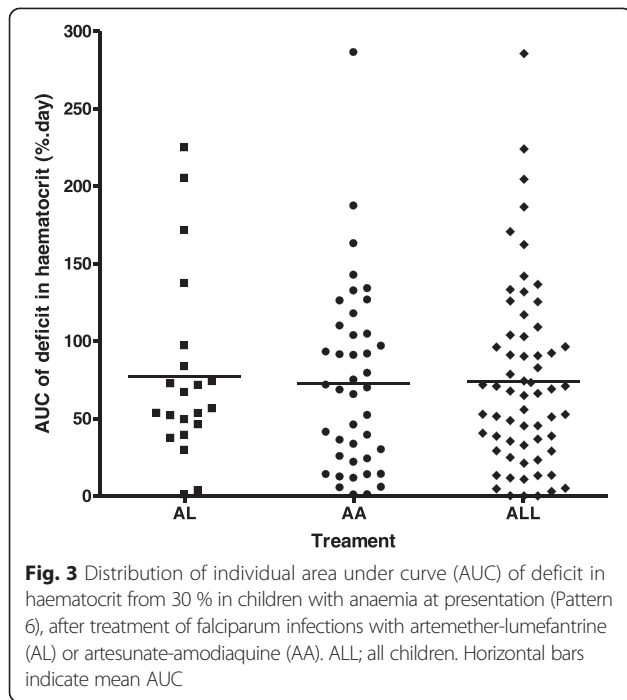 300
250
200
150
100
50
0
AUC of deficit in haematocrit (%.day)
AL AA ALL
Treament
Fig. 3 Distribution of individual area under curve (AUC) of deficit in
haematocrit from 30 % in children with anaemia at presentation (Pattern
6), after treatment of falciparum infections with artemether-lumefantrine
(AL) or artesunate-amodiaquine (AA). ALL; all children. Horizontal bars
indicate mean AUC